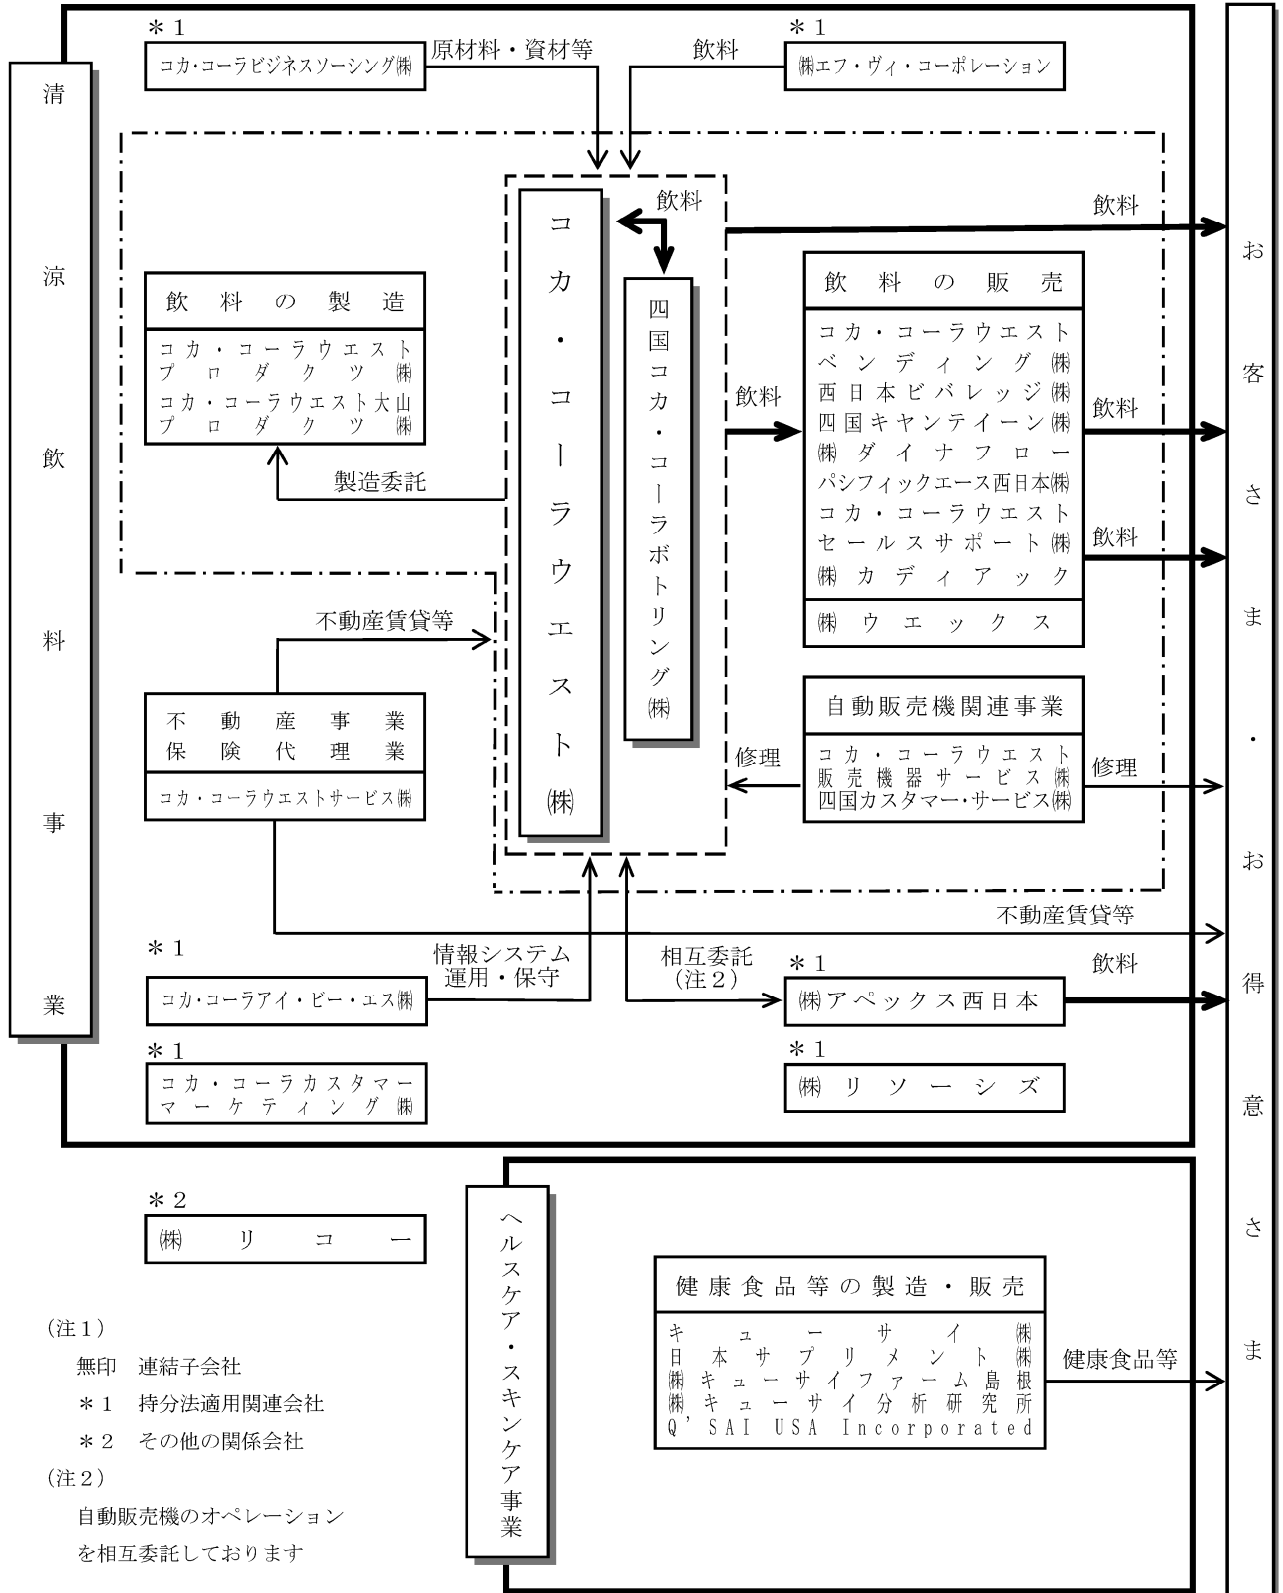 清涼飲料事業
＊１
コカ・コーラビジネスソーシング㈱
原材料・資材等
飲料
＊１
㈱エフ・ヴィ・コーポレーション
飲料の製造
コカ・コーラウエスト
プロダクツ㈱
コカ・コーラウエスト大山
プロダクツ㈱
製造委託
コカ・コーラウエスト㈱
飲料
四国コカ・コーラボトリング㈱
飲料
飲料
飲料の販売
コカ・コーラウエスト
ベンディング㈱
西日本ビバレッジ㈱
四国キヤンテイーン㈱
㈱ダイナフロー
パシフィックエース西日本㈱
コカ・コーラウエスト
セールスサポート㈱
㈱カディアック
㈱ウエックス
飲料
飲料
不動産賃貸等
不動産事業
保険代理業
コカ・コーラウエストサービス㈱
修理
自動販売機関連事業
コカ・コーラウエスト
販売機器サービス㈱
四国カスタマー・サービス㈱
修理
不動産賃貸等
＊１
コカ・コーラアイ・ビー・エス㈱
情報システム
運用・保守
相互委託
（注２）
＊１
㈱アペックス西日本
飲料
＊１
コカ・コーラカスタマー
マーケティング㈱
＊１
㈱リソーシズ
お客さま・お得意さま
＊２
㈱リコー
ヘルスケア・スキンケア事業
健康食品等の製造・販売
キューサイ㈱
日本サプリメント㈱
㈱キューサイファーム島根
㈱キューサイ分析研究所
Q’SAI USA Incorporated
健康食品等
（注１）
無印　連結子会社
＊１　持分法適用関連会社
＊２　その他の関係会社
（注２）
自動販売機のオペレーション
を相互委託しております